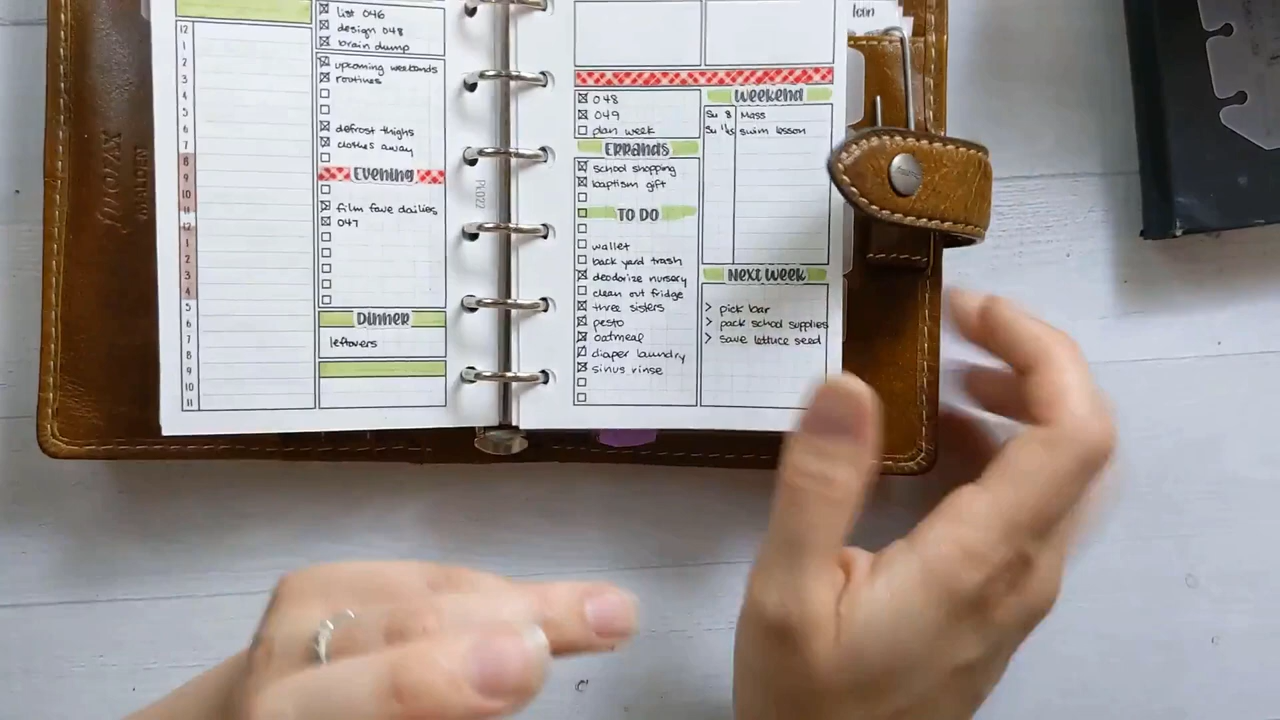 list 046
design 048
brain dump
12
1
2
3
4
5
6
7
8
9
10
11
12
1
2
3
4
5
6
7
8
9
10
11
upcoming weekends
routines
defrost thighs
clothes away
Evening
film fave dailies
047
Dinner
leftovers
PL022
048
049
plan week
Errands
school shopping
baptism gift
TO DO
wallet
back yard trash
deodorize nursery
clean out fridge
three sisters
pesto
oatmeal
diaper laundry
sinus rinse
Weekend
Su 8 Mass
Su swim lesson
Next Week
> pick bar
> pack school supplies
> save lettuce seed